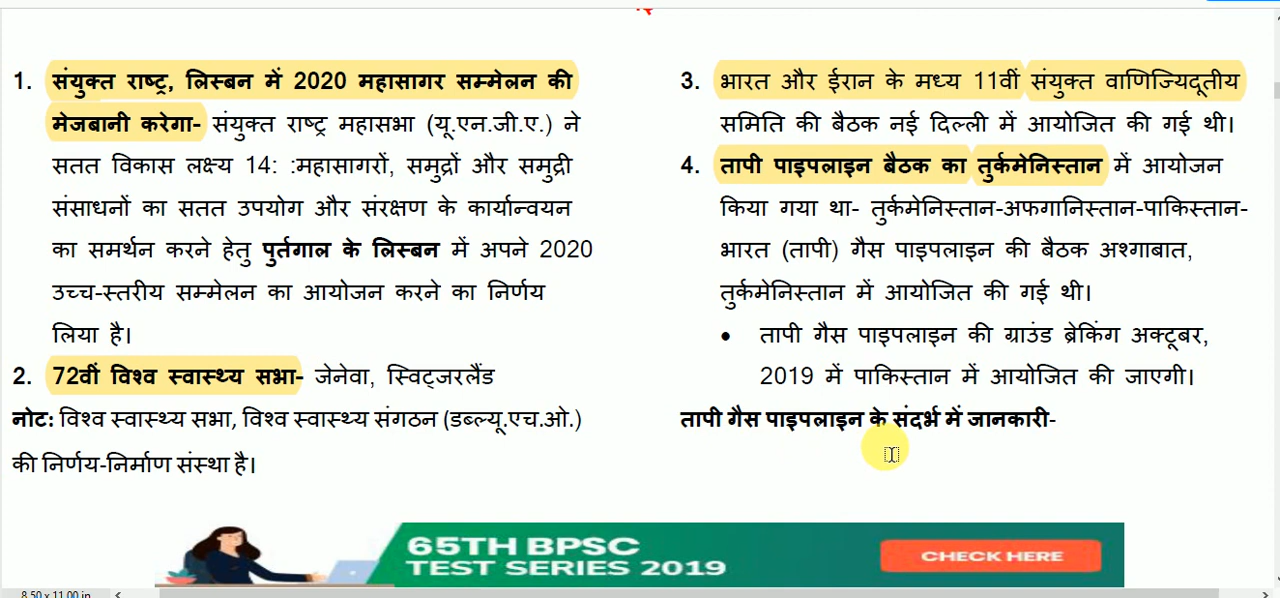 1. संयुक्त राष्ट्र, लिस्बन में 2020 महासागर सम्मेलन की
मेजबानी करेगा- संयुक्त राष्ट्र महासभा (यू.एन.जी.ए.) ने
सतत विकास लक्ष्य 14: :महासागरों, समुद्रों और समुद्री
संसाधनों का सतत उपयोग और संरक्षण के कार्यान्वयन
का समर्थन करने हेतु पुर्तगाल के लिस्बन में अपने 2020
उच्च-स्तरीय सम्मेलन का आयोजन करने का निर्णय
लिया है।
2. 72वीं विश्व स्वास्थ्य सभा- जेनेवा, स्विट्जरलैंड
नोट: विश्व स्वास्थ्य सभा, विश्व स्वास्थ्य संगठन (डब्ल्यू.एच.ओ.)
की निर्णय-निर्माण संस्था है।
3. भारत और ईरान के मध्य 11वीं संयुक्त वाणिज्यिदूतीय
समिति की बैठक नई दिल्ली में आयोजित की गई थी।
4. तापी पाइपलाइन बैठक का तुर्कमेनिस्तान में आयोजन
किया गया था- तुर्कमेनिस्तान-अफगानिस्तान-पाकिस्तान-
भारत (तापी) गैस पाइपलाइन की बैठक अश्गाबात,
तुर्कमेनिस्तान में आयोजित की गई थी।
• तापी गैस पाइपलाइन की ग्राउंड ब्रेकिंग अक्टूबर,
2019 में पाकिस्तान में आयोजित की जाएगी।
तापी गैस पाइपलाइन के संदर्भ में जानकारी-
65TH BPSC
TEST SERIES 2019
CHECK HERE
8.50 x 11.00 in